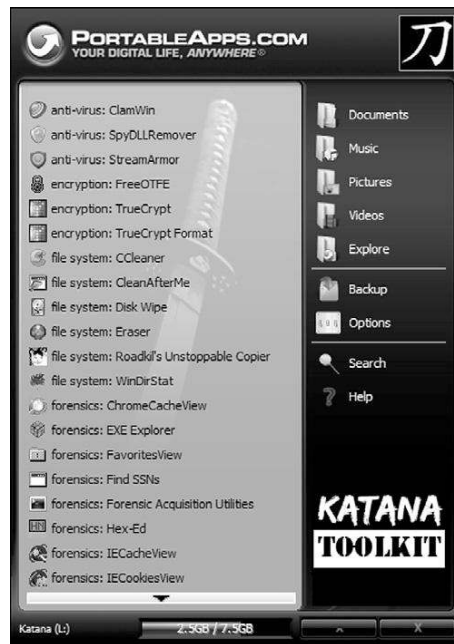 PORTABLEAPPS.COM
YOUR DIGITAL LIFE, ANYWHERE®
刀
anti-virus: ClamWin
anti-virus: SpyDLLRemover
anti-virus: StreamArmor
encryption: FreeOTFE
encryption: TrueCrypt
encryption: TrueCrypt Format
file system: CCleaner
file system: CleanAfterMe
file system: Disk Wipe
file system: Eraser
file system: Roadkil's Unstoppable Copier
file system: WinDirStat
forensics: ChromeCacheView
forensics: EXE Explorer
forensics: FavoritesView
forensics: Find SSNs
forensics: Forensic Acquisition Utilities
forensics: Hex-Ed
forensics: IECacheView
forensics: IECookiesView
Documents
Music
Pictures
Videos
Explore
Backup
Options
Search
Help
KATANA
TOOLKIT
Katana (L:)
2.5GB / 7.5GB
X